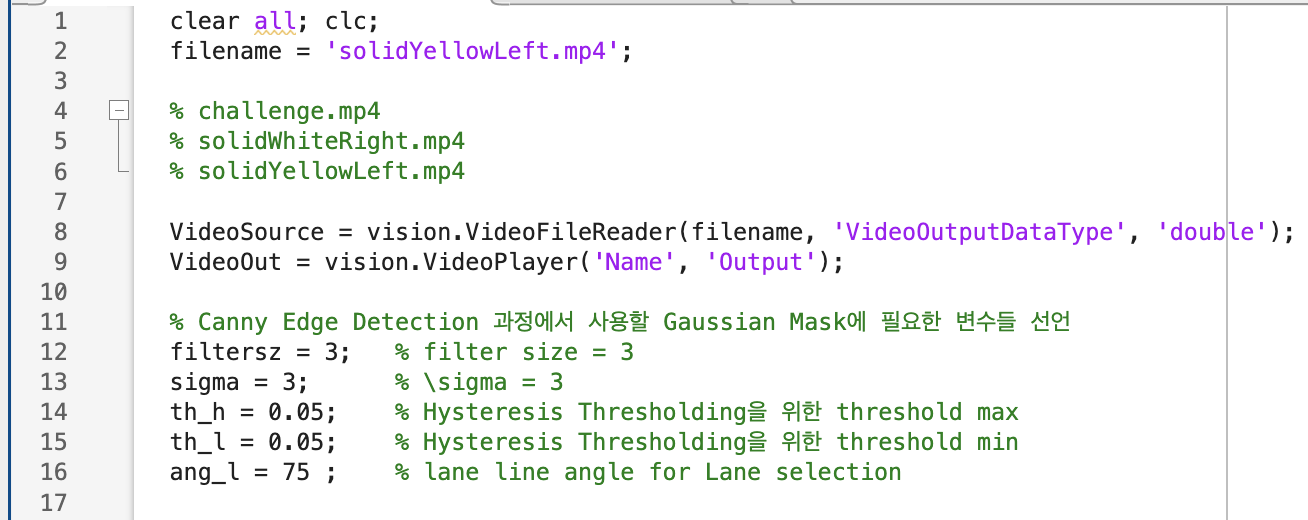 1 clear all; clc;
2 filename = 'solidYellowLeft.mp4';
3
4 % challenge.mp4
5 % solidWhiteRight.mp4
6 % solidYellowLeft.mp4
7
8 VideoSource = vision.VideoFileReader(filename, 'VideoOutputDataType', 'double');
9 VideoOut = vision.VideoPlayer('Name', 'Output');
10
11 % Canny Edge Detection 과정에서 사용할 Gaussian Mask에 필요한 변수들 선언
12 filtersz = 3;   % filter size = 3
13 sigma = 3;      % \sigma = 3
14 th_h = 0.05;    % Hysteresis Thresholding을 위한 threshold max
15 th_l = 0.05;    % Hysteresis Thresholding을 위한 threshold min
16 ang_l = 75 ;    % lane line angle for Lane selection
17